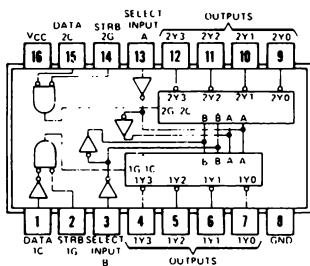 VCC
DATA
2C
STRB
2G
SELECT
INPUT
A
OUTPUTS
2Y3 2Y2 2Y1 2Y0
16 15 14 13 12 11 10 9
2Y3 2Y2 2Y1 2Y0
2G 2C
B B A A
B B A A
1G 1C
1Y3 1Y2 1Y1 1Y0
1 2 3 4 5 6 7 8
DATA
1C
STRB
1G
SELECT
INPUT
B
1Y3 1Y2 1Y1 1Y0
GND
OUTPUTS